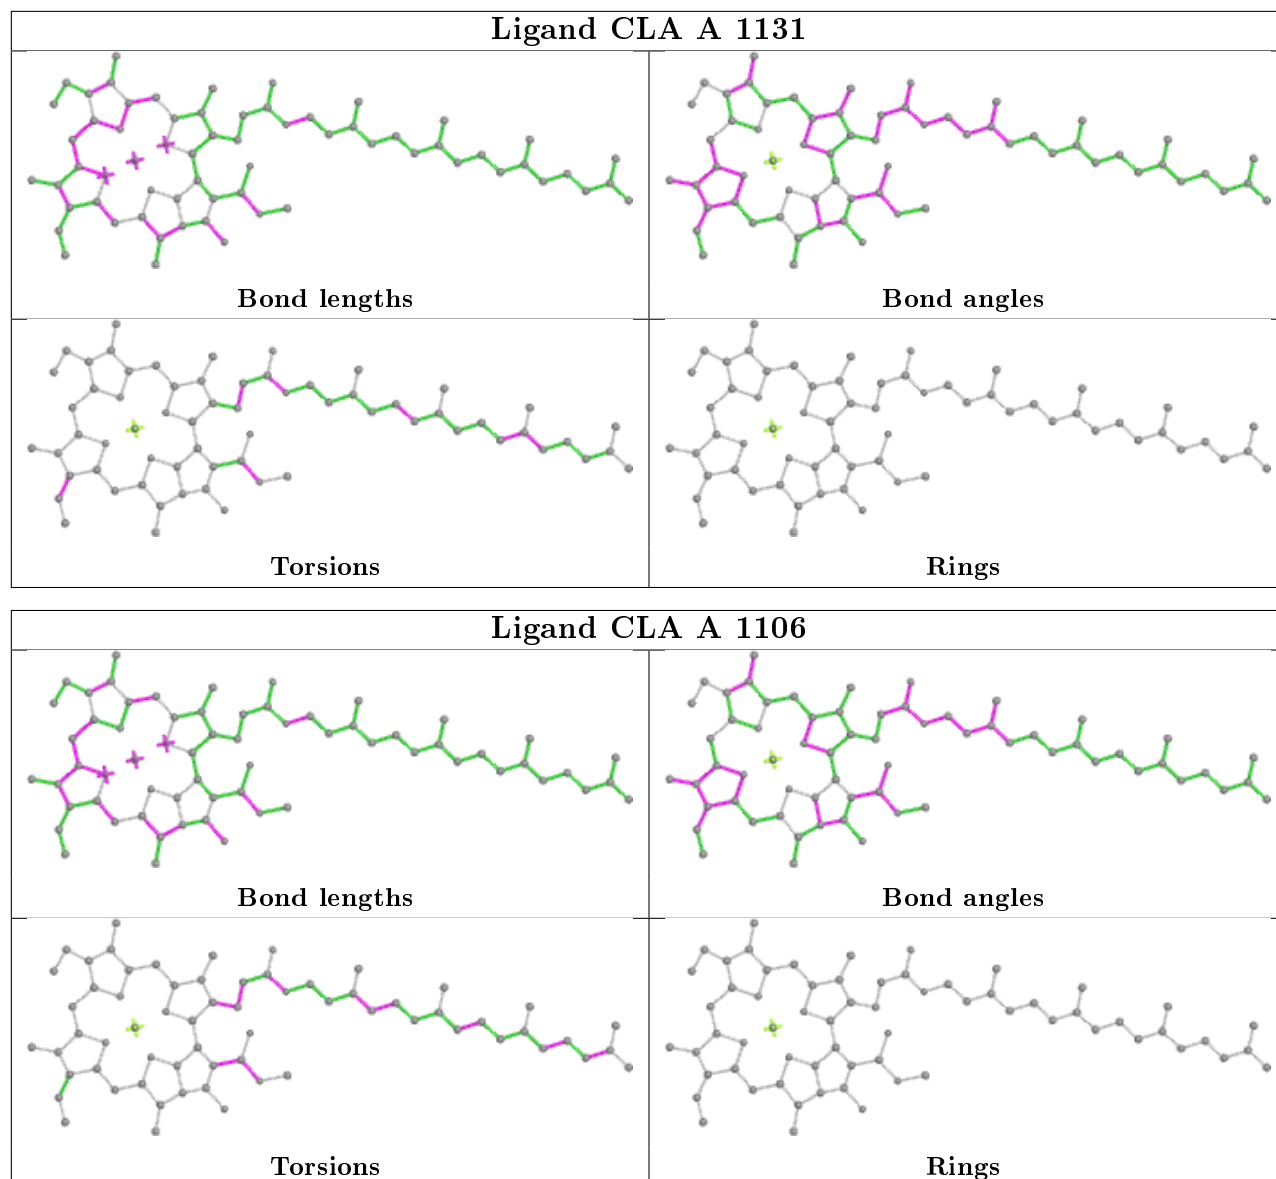 Ligand CLA A 1131
Bond lengths
Bond angles
Torsions
Rings
Ligand CLA A 1106
Bond lengths
Bond angles
Torsions
Rings